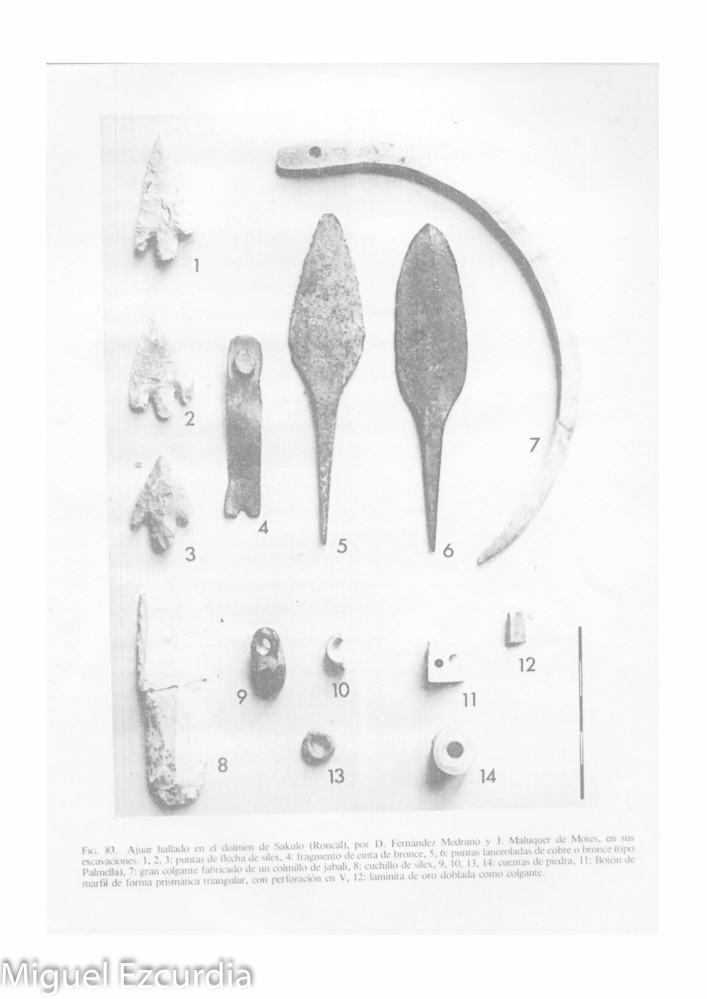 1
2
3
4
5
6
7
8
9
10
11
12
13
14
FIG. 83. Ajuar hallado en el dolmen de Sakulo (Roncal), por D. Fernández Medrano y J. Maluquer de Motes, en sus
excavaciones. 1, 2, 3: puntas de flecha de silex, 4: fragmento de cinta de bronce, 5, 6: puntas lanceoladas de cobre o bronce (tipo
Palmella), 7: gran colgante fabricado de un colmillo de jabalí, 8: cuchillo de silex, 9, 10, 13, 14: cuentas de piedra, 11: Botón de
marfil de forma prismática triangular, con perforación en V, 12: laminita de oro doblada como colgante.
Miguel Ezcurdia